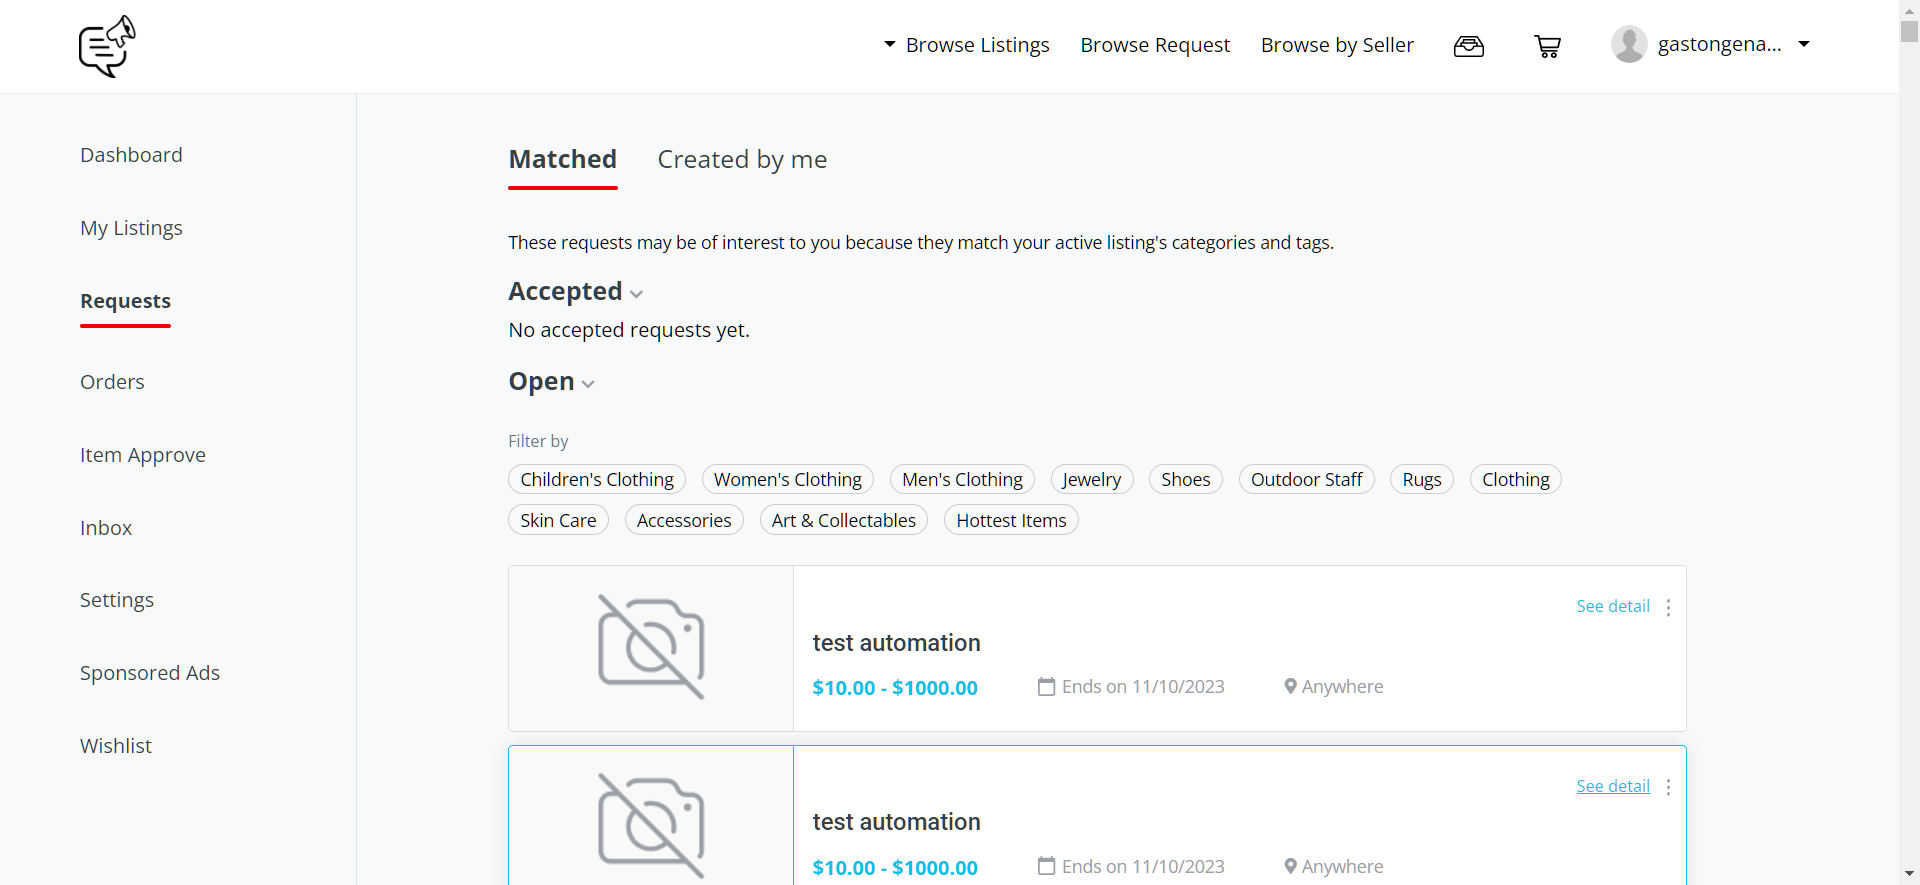 Browse Listings Browse Request Browse by Seller gastongena...
Dashboard
My Listings
Requests
Orders
Item Approve
Inbox
Settings
Sponsored Ads
Wishlist
Matched Created by me
These requests may be of interest to you because they match your active listing's categories and tags.
Accepted
No accepted requests yet.
Open
Filter by
Children's Clothing Women's Clothing Men's Clothing Jewelry Shoes Outdoor Staff Rugs Clothing
Skin Care Accessories Art & Collectables Hottest Items
See detail
test automation
$10.00 - $1000.00 Ends on 11/10/2023 Anywhere
See detail
test automation
$10.00 - $1000.00 Ends on 11/10/2023 Anywhere